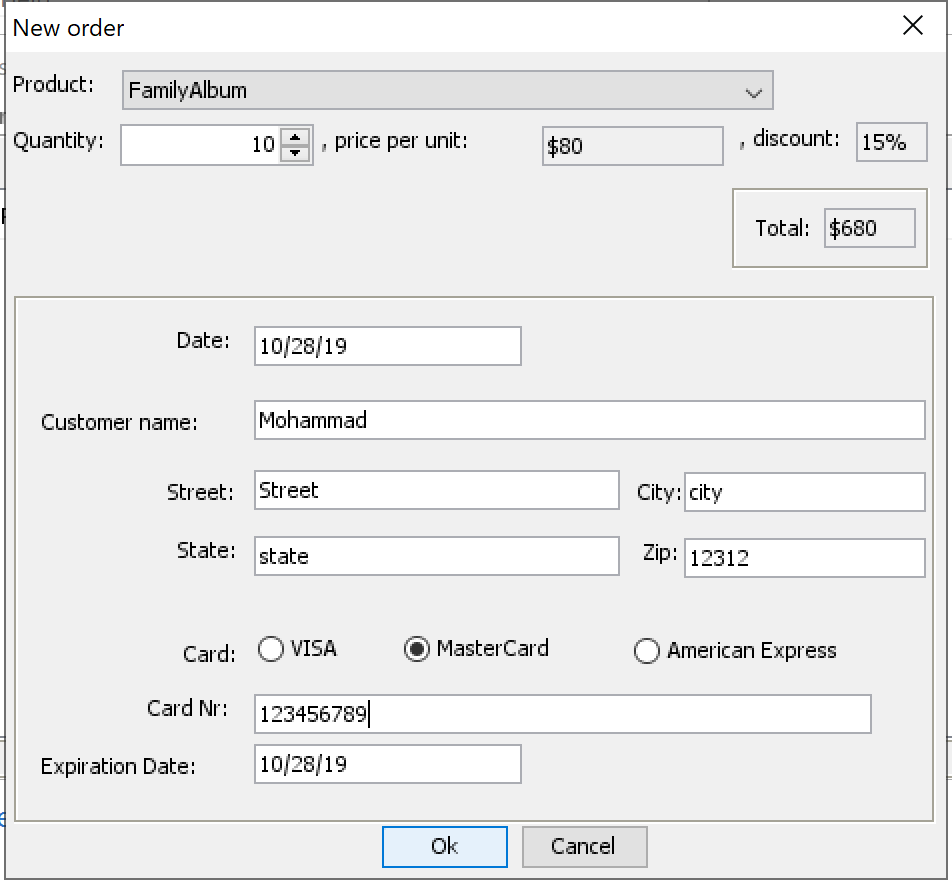 New order
Product: FamilyAlbum
Quantity: 10 , price per unit: $80 , discount: 15%
Total: $680
Date: 10/28/19
Customer name: Mohammad
Street: Street City: city
State: state Zip: 12312
Card: VISA MasterCard American Express
Card Nr: 123456789
Expiration Date: 10/28/19
Ok Cancel